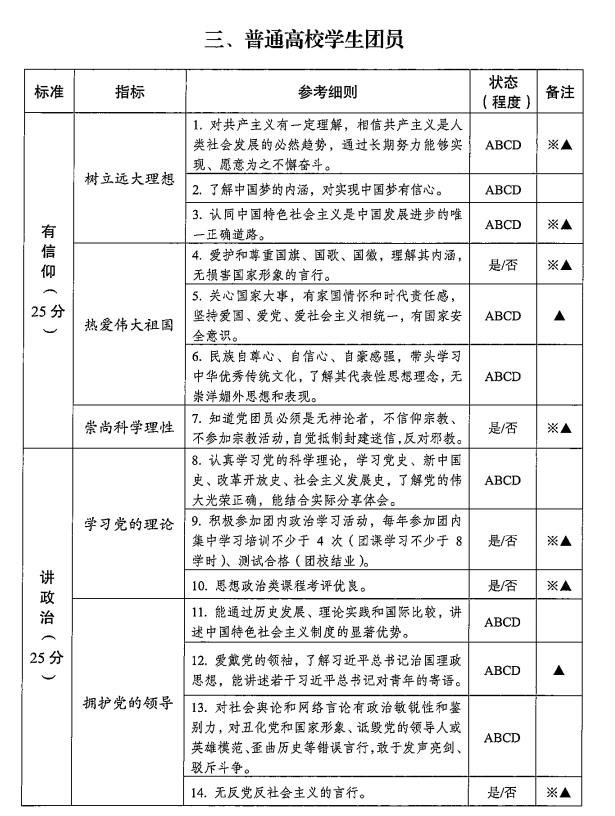 三、普通高校学生团员
标准 指标 参考细则 状态（程度） 备注
有信仰（25分）
树立远大理想
1. 对共产主义有一定理解，相信共产主义是人
类社会发展的必然趋势，通过长期努力能够实
现、愿意为之不懈奋斗。
ABCD ※▲
2. 了解中国梦的内涵，对实现中国梦有信心。
ABCD
3. 认同中国特色社会主义是中国发展进步的唯
一正确道路。
ABCD ※▲
热爱伟大祖国
4. 爱护和尊重国旗、国歌、国徽，理解其内涵，
无损害国家形象的言行。
是/否 ※▲
5. 关心国家大事，有家国情怀和时代责任感，
坚持爱国、爱党、爱社会主义相统一，有国家安
全意识。
ABCD ▲
6. 民族自尊心、自信心、自豪感强，带头学习
中华优秀传统文化，了解其代表性思想理念，无
崇洋媚外思想和表现。
ABCD
崇尚科学理性
7. 知道党团员必须是无神论者，不信仰宗教、
不参加宗教活动，自觉抵制封建迷信，反对邪教。
是/否 ※▲
讲政治（25分）
学习党的理论
8. 认真学习党的科学理论，学习党史、新中国
史、改革开放史、社会主义发展史，了解党的伟
大光荣正确，能结合实际分享体会。
ABCD
9. 积极参加团内政治学习活动，每年参加团内
集中学习培训不少于 4 次（团课学习不少于 8
学时）、测试合格（团校结业）。
是/否 ※▲
10. 思想政治类课程考评优良。
是/否 ※▲
拥护党的领导
11. 能通过历史发展、理论实践和国际比较，讲
述中国特色社会主义制度的显著优势。
ABCD
12. 爱戴党的领袖，了解习近平总书记治国理政
思想，能讲述若干习近平总书记对青年的寄语。
ABCD ▲
13. 对社会舆论和网络言论有政治敏锐性和鉴
别力，对丑化党和国家形象、诋毁党的领导人或
英雄模范、歪曲历史等错误言行，敢于发声亮剑、
驳斥斗争。
ABCD
14. 无反党反社会主义的言行。
是/否 ※▲